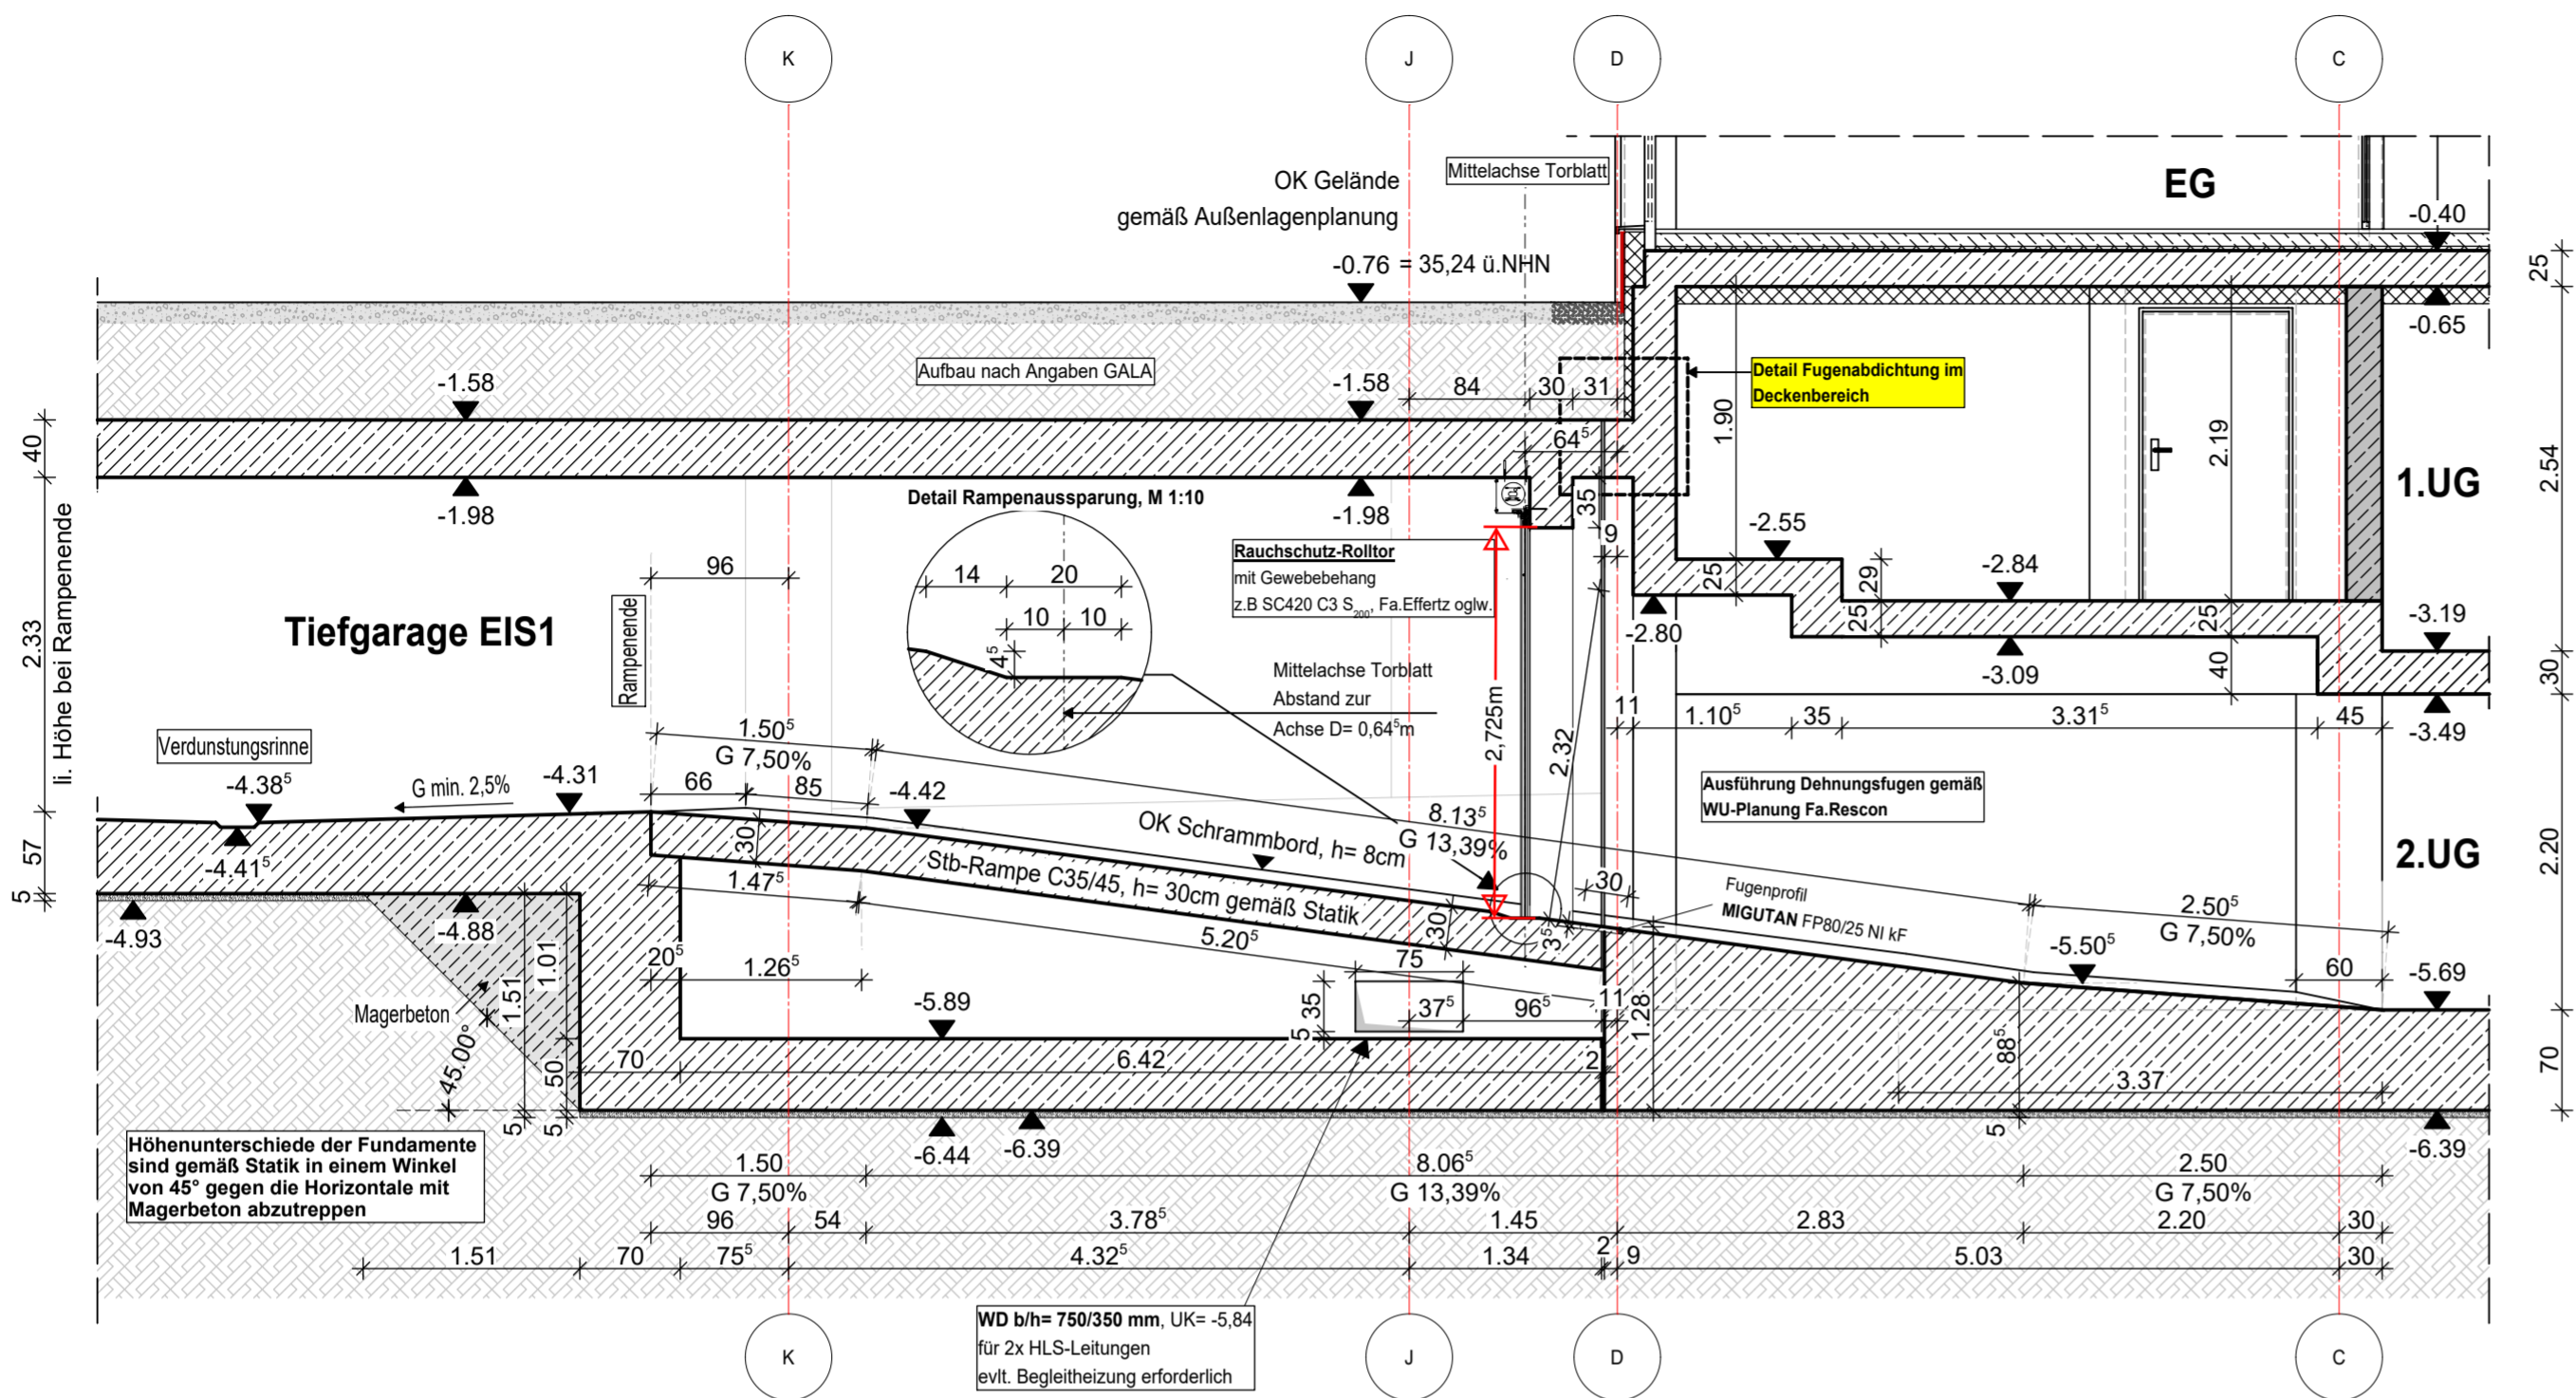 K
J
D
C
Mittelachse Torblatt
OK Gelände
gemäß Außenlagenplanung
EG
-0.40
-0.76 = 35,24 ü.NHN
25
-0.65
Aufbau nach Angaben GALA
-1.58
-1.58
84
30
31
Detail Fugenabdichtung im
Deckenbereich
40
64⁵
1.90
2.19
2.54
1.UG
-1.98
Detail Rampenaussparung, M 1:10
-1.98
35
9
-2.55
li. Höhe bei Rampenende
2.33
96
14
20
10
10
4⁵
Rauchschutz-Rolltor
mit Gewebebehang
z.B SC420 C3 S₂₀₀, Fa.Effertz oglw.
25
29
-2.84
25
25
-3.19
Tiefgarage EIS1
Rampenende
-2.80
-3.09
40
30
Mittelachse Torblatt
Abstand zur
Achse D= 0,64⁵m
2,725m
2.32
11
1.10⁵
35
3.31⁵
45
-3.49
Verdunstungsrinne
1.50⁵
G 7,50%
-4.38⁵
G min. 2,5%
-4.31
66
85
-4.42
Ausführung Dehnungsfugen gemäß
WU-Planung Fa.Rescon
8.13⁵
G 13,39%
OK Schrammbord, h= 8cm
57
5
30
-4.41⁵
2.UG
2.20
Stb-Rampe C35/45, h= 30cm gemäß Statik
1.47⁵
30
Fugenprofil
MIGUTAN FP80/25 NI kF
2.50⁵
G 7,50%
-4.93
-4.88
5.20⁵
30
3⁵
-5.50⁵
20⁵
1.26⁵
75
60
-5.69
1.01
1.51
Magerbeton
-5.89
35
5
37⁵
96⁵
11
1.28
88⁵
45.00°
50
70
6.42
2
3.37
70
5
5
5
Höhenunterschiede der Fundamente
sind gemäß Statik in einem Winkel
von 45° gegen die Horizontale mit
Magerbeton abzutreppen
-6.44
-6.39
-6.39
1.50
8.06⁵
2.50
G 7,50%
G 13,39%
G 7,50%
96
54
3.78⁵
1.45
2.83
2.20
30
1.51
70
75⁵
4.32⁵
1.34
2
9
5.03
30
WD b/h= 750/350 mm, UK= -5,84
für 2x HLS-Leitungen
evlt. Begleitheizung erforderlich
K
J
D
C